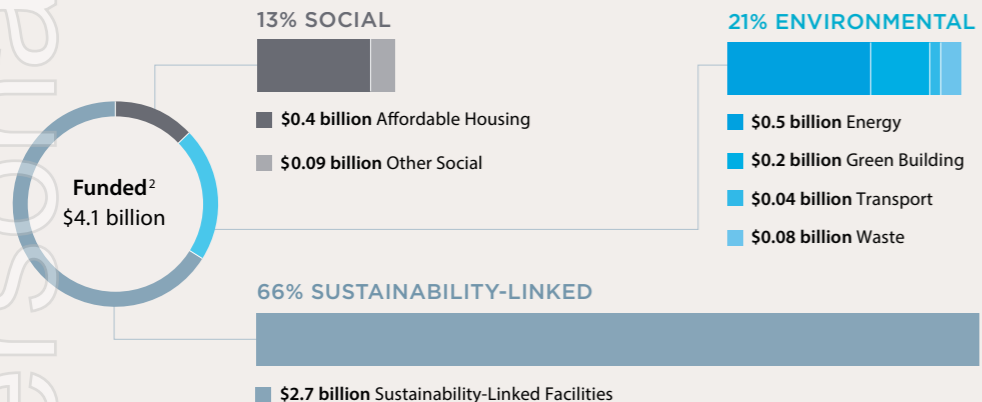 13% SOCIAL
$0.4 billion Affordable Housing
$0.09 billion Other Social
21% ENVIRONMENTAL
$0.5 billion Energy
$0.2 billion Green Building
$0.04 billion Transport
$0.08 billion Waste
Funded²
$4.1 billion
66% SUSTAINABILITY-LINKED
$2.7 billion Sustainability-Linked Facilities